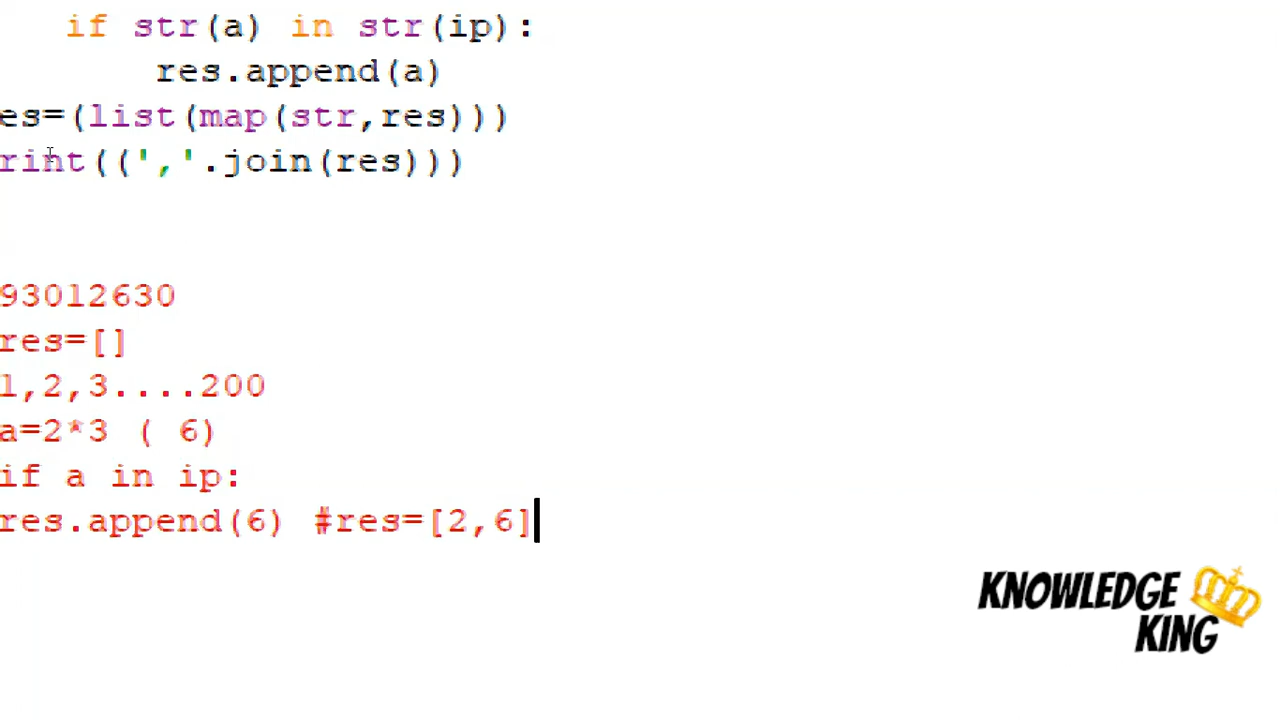 if str(a) in str(ip):
res.append(a)
es=(list(map(str,res)))
rint((','.join(res)))
93012630
res=[]
1,2,3....200
a=2*3 ( 6)
if a in ip:
res.append(6) #res=[2,6]
KNOWLEDGE
KING